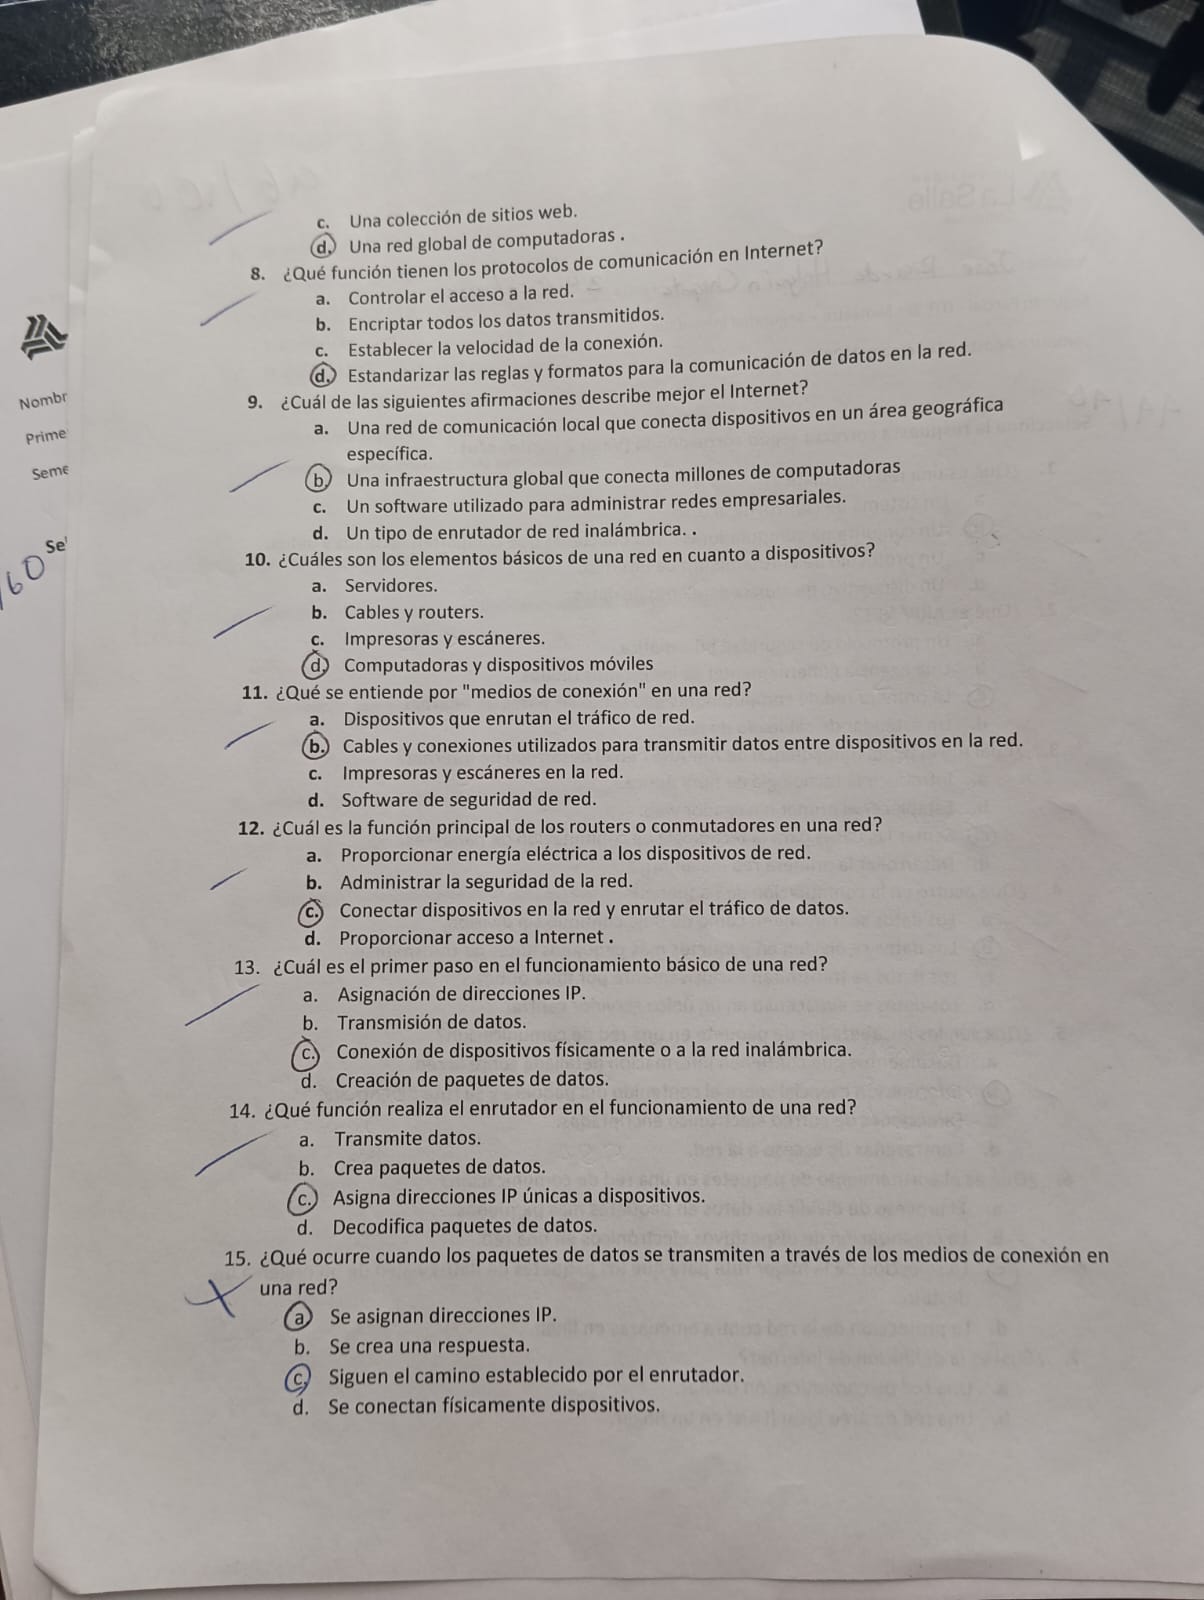 c. Una colección de sitios web.
d. Una red global de computadoras .
8. ¿Qué función tienen los protocolos de comunicación en Internet?
a. Controlar el acceso a la red.
b. Encriptar todos los datos transmitidos.
c. Establecer la velocidad de la conexión.
d. Estandarizar las reglas y formatos para la comunicación de datos en la red.
9. ¿Cuál de las siguientes afirmaciones describe mejor el Internet?
a. Una red de comunicación local que conecta dispositivos en un área geográfica
específica.
b. Una infraestructura global que conecta millones de computadoras
c. Un software utilizado para administrar redes empresariales.
d. Un tipo de enrutador de red inalámbrica. .
10. ¿Cuáles son los elementos básicos de una red en cuanto a dispositivos?
a. Servidores.
b. Cables y routers.
c. Impresoras y escáneres.
d. Computadoras y dispositivos móviles
11. ¿Qué se entiende por "medios de conexión" en una red?
a. Dispositivos que enrutan el tráfico de red.
b. Cables y conexiones utilizados para transmitir datos entre dispositivos en la red.
c. Impresoras y escáneres en la red.
d. Software de seguridad de red.
12. ¿Cuál es la función principal de los routers o conmutadores en una red?
a. Proporcionar energía eléctrica a los dispositivos de red.
b. Administrar la seguridad de la red.
c. Conectar dispositivos en la red y enrutar el tráfico de datos.
d. Proporcionar acceso a Internet .
13. ¿Cuál es el primer paso en el funcionamiento básico de una red?
a. Asignación de direcciones IP.
b. Transmisión de datos.
c. Conexión de dispositivos físicamente o a la red inalámbrica.
d. Creación de paquetes de datos.
14. ¿Qué función realiza el enrutador en el funcionamiento de una red?
a. Transmite datos.
b. Crea paquetes de datos.
c. Asigna direcciones IP únicas a dispositivos.
d. Decodifica paquetes de datos.
15. ¿Qué ocurre cuando los paquetes de datos se transmiten a través de los medios de conexión en
una red?
a Se asignan direcciones IP.
b. Se crea una respuesta.
c. Siguen el camino establecido por el enrutador.
d. Se conectan físicamente dispositivos.
Nombr
Prime
Seme
Se
60